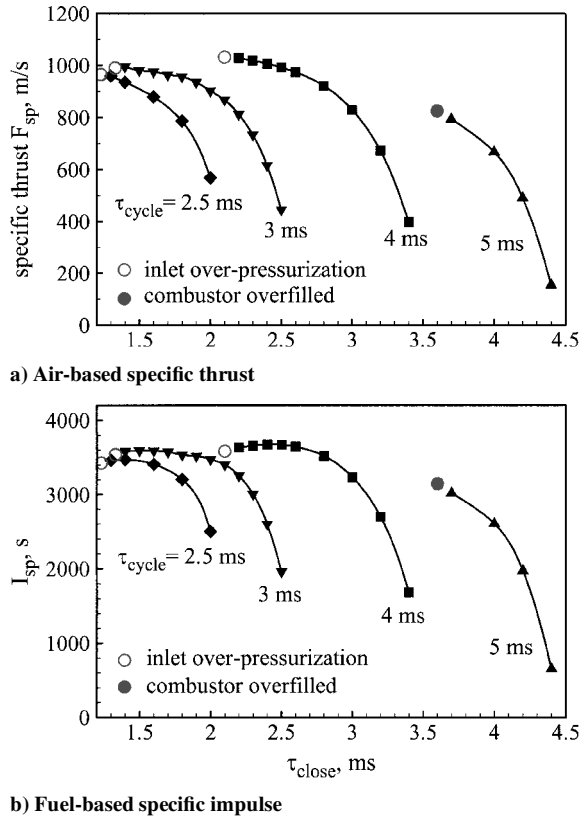 1200
1000
800
600
400
200
0
specific thrust F_sp, m/s
τ_cycle = 2.5 ms
3 ms
4 ms
5 ms
inlet over-pressurization
combustor overfilled
1.5 2 2.5 3 3.5 4 4.5
a) Air-based specific thrust
4000
3000
2000
1000
0
I_sp, s
τ_cycle = 2.5 ms
3 ms
4 ms
5 ms
inlet over-pressurization
combustor overfilled
1.5 2 2.5 3 3.5 4 4.5
τ_close, ms
b) Fuel-based specific impulse